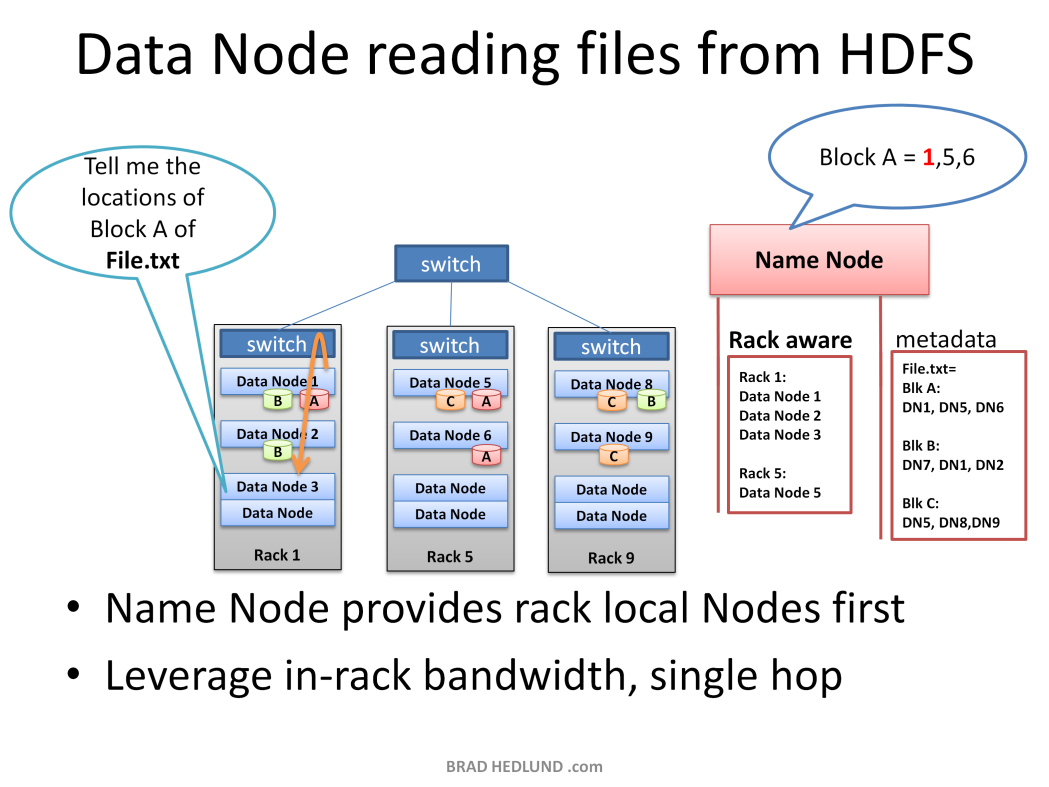 Data Node reading files from HDFS
Block A = 1,5,6
Tell me the
locations of
Block A of
File.txt
switch
Name Node
switch
Data Node 1
B
A
Data Node 2
B
Data Node 3
Data Node
Rack 1
switch
Data Node 5
C
A
Data Node 6
A
Data Node
Data Node
Rack 5
switch
Data Node 8
C
B
Data Node 9
C
Data Node
Data Node
Rack 9
Rack aware
Rack 1:
Data Node 1
Data Node 2
Data Node 3
Rack 5:
Data Node 5
metadata
File.txt=
Blk A:
DN1, DN5, DN6
Blk B:
DN7, DN1, DN2
Blk C:
DN5, DN8,DN9
• Name Node provides rack local Nodes first
• Leverage in-rack bandwidth, single hop
BRAD HEDLUND .com